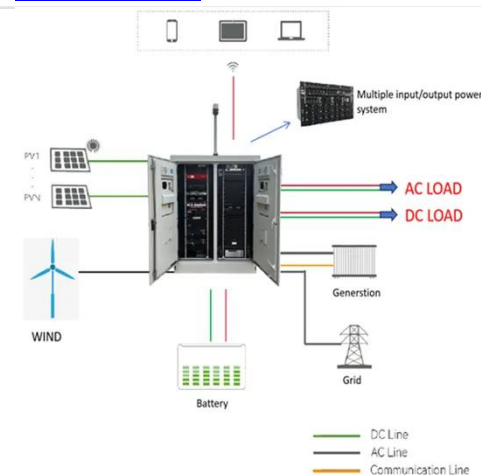 Multiple input/output power
system
PV1
PVN
AC LOAD
DC LOAD
WIND
Generstion
Grid
Battery
DC Line
AC Line
Communication Line